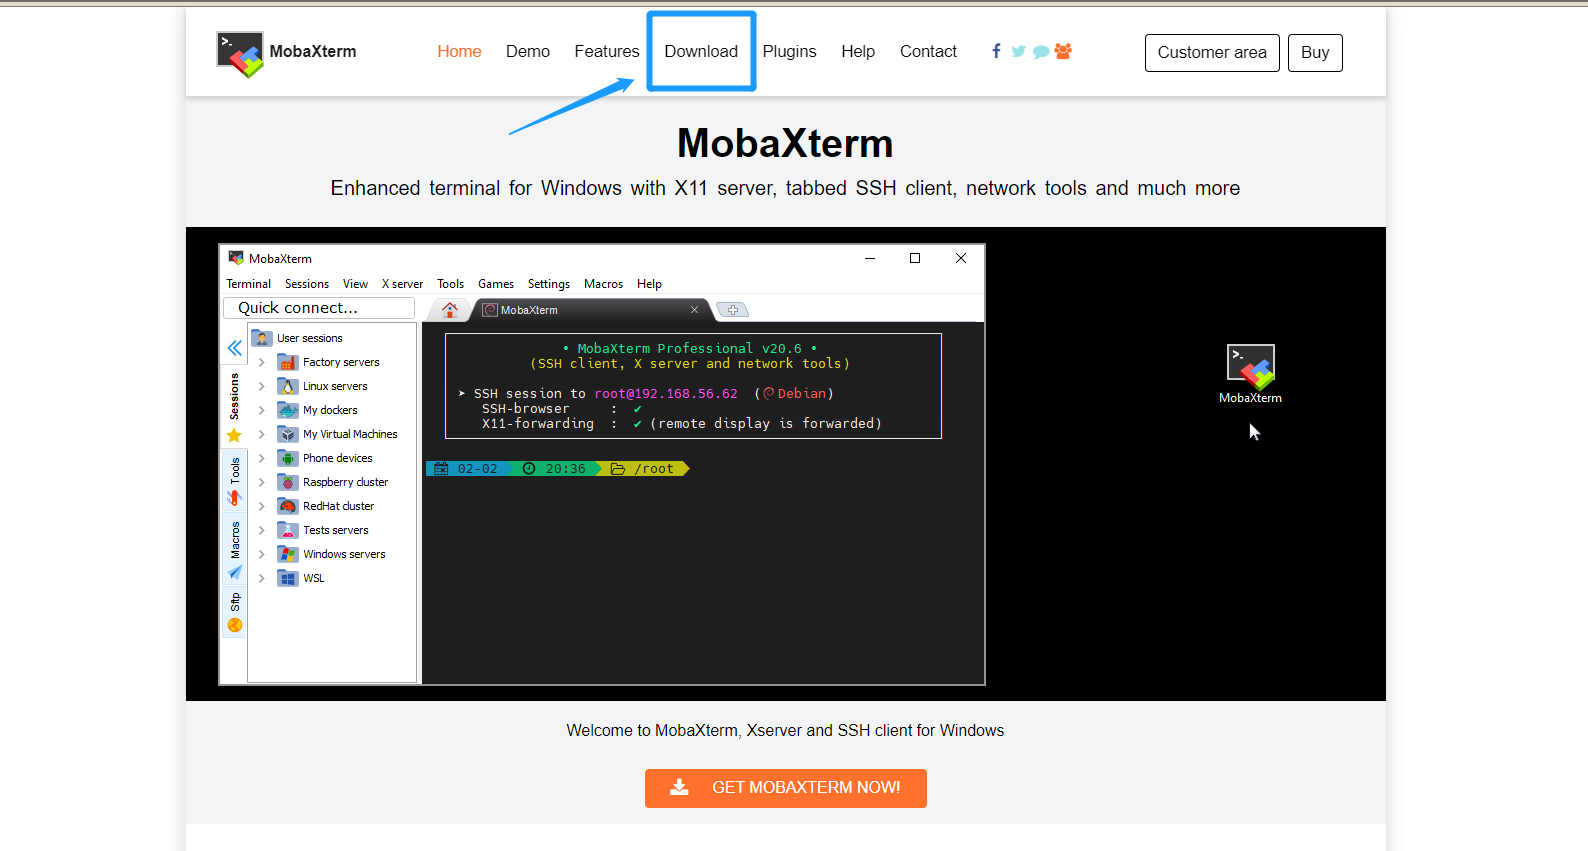 MobaXterm
Home Demo Features Download Plugins Help Contact
Customer area Buy
MobaXterm
Enhanced terminal for Windows with X11 server, tabbed SSH client, network tools and much more
MobaXterm
Terminal Sessions View X server Tools Games Settings Macros Help
Quick connect...
MobaXterm
User sessions
Factory servers
Linux servers
My dockers
My Virtual Machines
Phone devices
Raspberry cluster
RedHat cluster
Tests servers
Windows servers
WSL
Sessions
Tools
Macros
Sftp
• MobaXterm Professional v20.6 •
(SSH client, X server and network tools)
➤ SSH session to root@192.168.56.62 (Debian)
SSH-browser : ✔
X11-forwarding : ✔ (remote display is forwarded)
02-02 20:36 /root
MobaXterm
Welcome to MobaXterm, Xserver and SSH client for Windows
GET MOBAXTERM NOW!